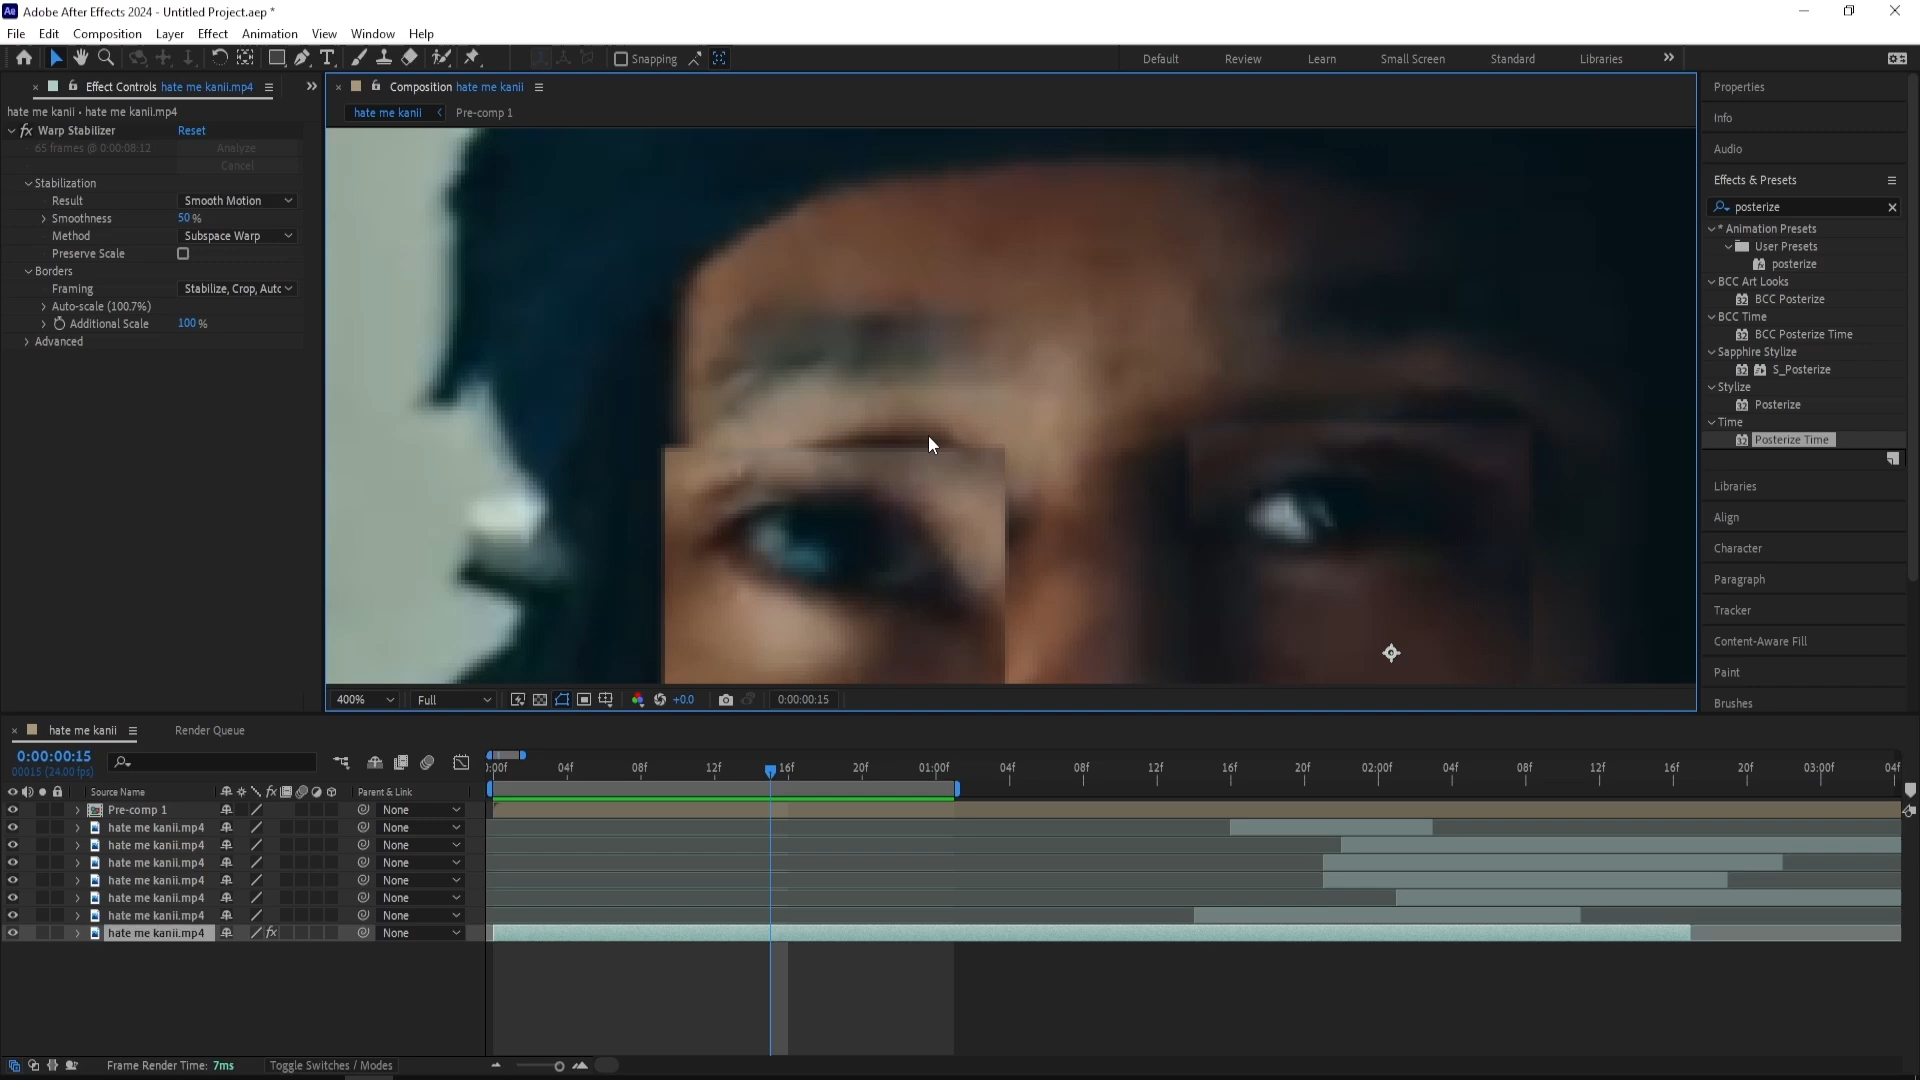 Adobe After Effects 2024 - Untitled Project.aep *
File Edit Composition Layer Effect Animation View Window Help
Snapping
Default Review Learn Small Screen Standard Libraries
Effect Controls hate me kanii.mp4
hate me kanii • hate me kanii.mp4
fx Warp Stabilizer Reset
65 frames @ 0:00:08:12 Analyze
Cancel
Stabilization
Result Smooth Motion
Smoothness 50 %
Method Subspace Warp
Preserve Scale
Borders
Framing Stabilize, Crop, Autc
Auto-scale (100.7%)
Additional Scale 100 %
Advanced
Composition hate me kanii
hate me kanii Pre-comp 1
400% Full +0.0 0:00:00:15
Properties
Info
Audio
Effects & Presets
posterize
* Animation Presets
User Presets
posterize
BCC Art Looks
BCC Posterize
BCC Time
BCC Posterize Time
Sapphire Stylize
S_Posterize
Stylize
Posterize
Time
Posterize Time
Libraries
Align
Character
Paragraph
Tracker
Content-Aware Fill
Paint
Brushes
hate me kanii Render Queue
0:00:00:15
00015 (24.00 fps)
):00f 04f 08f 12f 16f 20f 01:00f 04f 08f 12f 16f 20f 02:00f 04f 08f 12f 16f 20f 03:00f 04f
Source Name fx Parent & Link
Pre-comp 1 None
hate me kanii.mp4 None
hate me kanii.mp4 None
hate me kanii.mp4 None
hate me kanii.mp4 None
hate me kanii.mp4 None
hate me kanii.mp4 None
hate me kanii.mp4 fx None
Frame Render Time: 7ms Toggle Switches / Modes